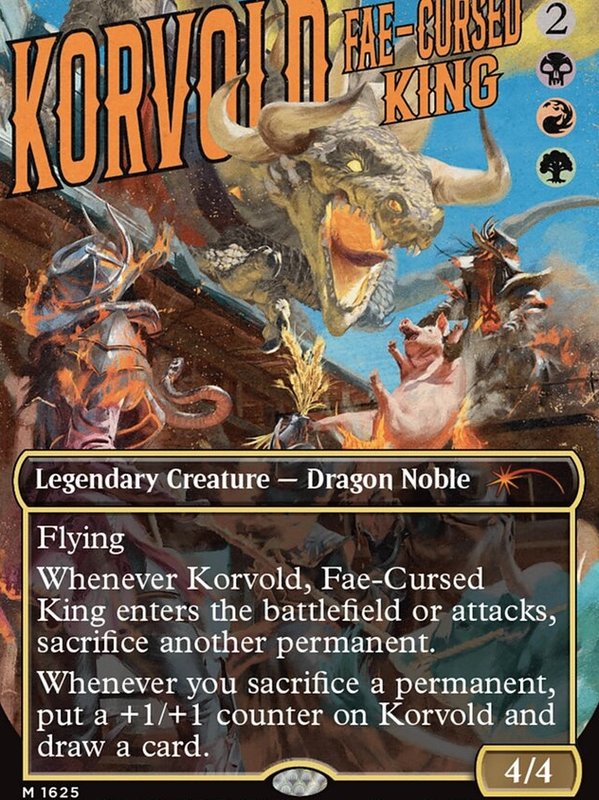 KORVOLD
FAE-CURSED
KING
2
Legendary Creature — Dragon Noble
Flying
Whenever Korvold, Fae-Cursed
King enters the battlefield or attacks,
sacrifice another permanent.
Whenever you sacrifice a permanent,
put a +1/+1 counter on Korvold and
draw a card.
4/4
M 1625